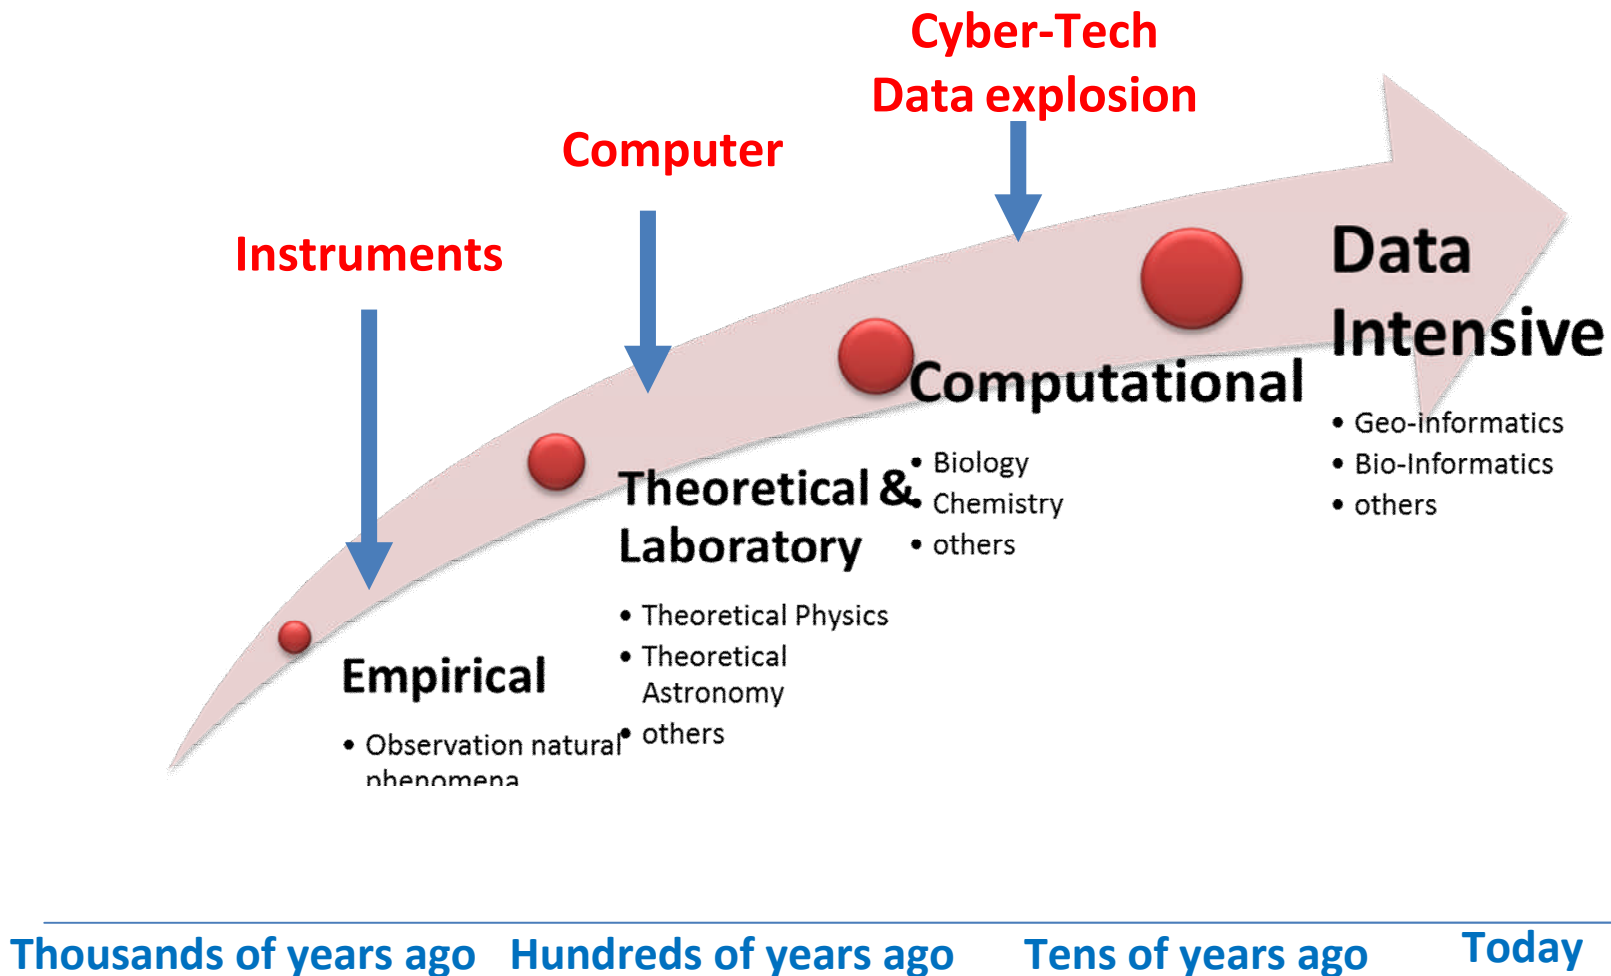 Cyber-Tech
Data explosion
Computer
Instruments
Data
Intensive
• Geo-informatics
• Bio-Informatics
• others
Computational
• Biology
• Chemistry
• others
Theoretical &
Laboratory
• Theoretical Physics
• Theoretical
Astronomy
• others
Empirical
• Observation natural
phenomena
Thousands of years ago
Hundreds of years ago
Tens of years ago
Today